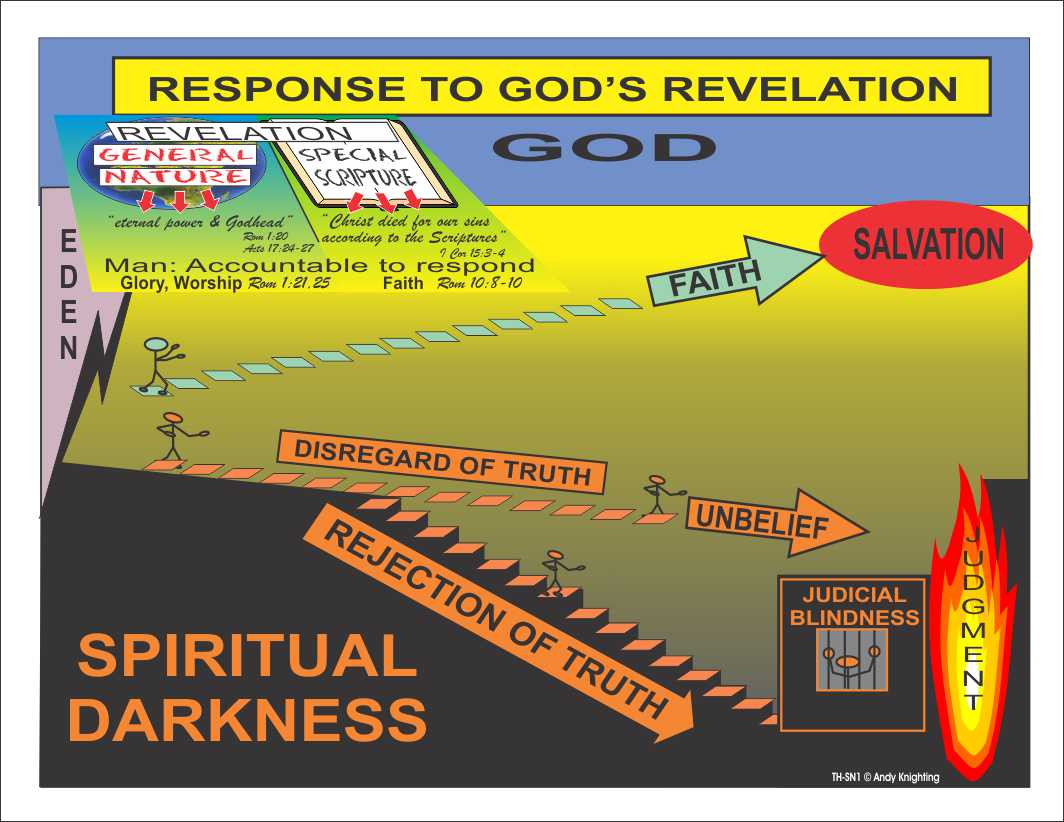 RESPONSE TO GOD'S REVELATION
GOD
REVELATION
GENERAL
NATURE
SPECIAL
SCRIPTURE
"eternal power & Godhead"
Rom 1:20
Acts 17:24-27
"Christ died for our sins
according to the Scriptures"
I Cor 15:3-4
Man: Accountable to respond
Glory, Worship Rom 1:21,25
Faith Rom 10:8-10
EDEN
FAITH
SALVATION
DISREGARD OF TRUTH
UNBELIEF
REJECTION OF TRUTH
JUDICIAL
BLINDNESS
JUDGMENT
SPIRITUAL
DARKNESS
TH-SN1 © Andy Knighting